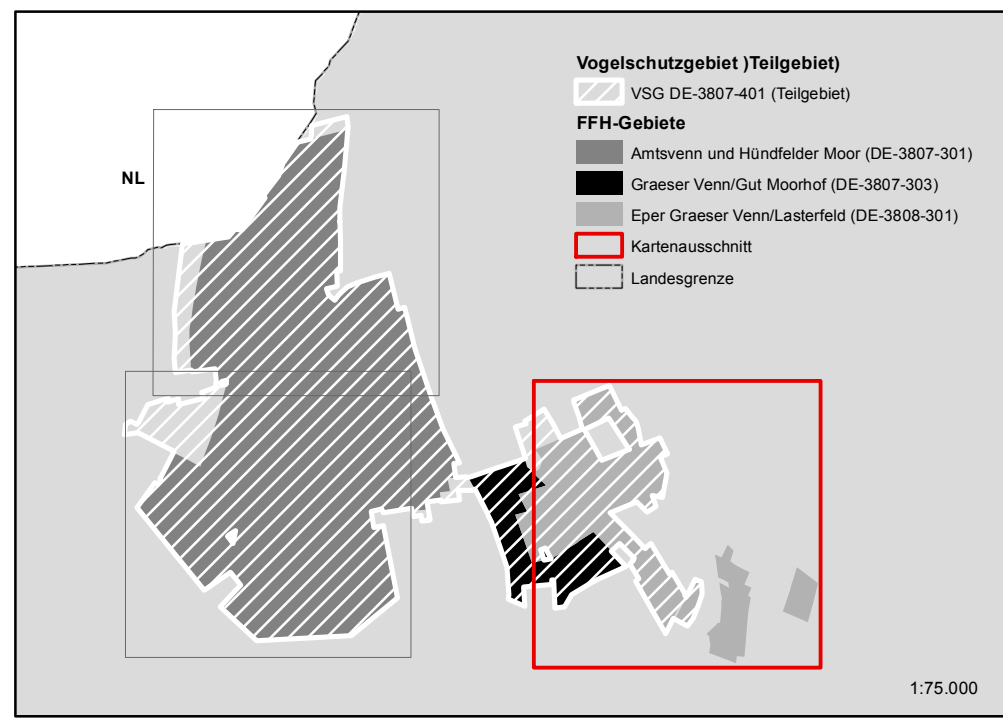 Vogelschutzgebiet )Teilgebiet)
VSG DE-3807-401 (Teilgebiet)
FFH-Gebiete
Amtsvenn und Hündfelder Moor (DE-3807-301)
NL
Graeser Venn/Gut Moorhof (DE-3807-303)
Eper Graeser Venn/Lasterfeld (DE-3808-301)
Kartenausschnitt
Landesgrenze
1:75.000